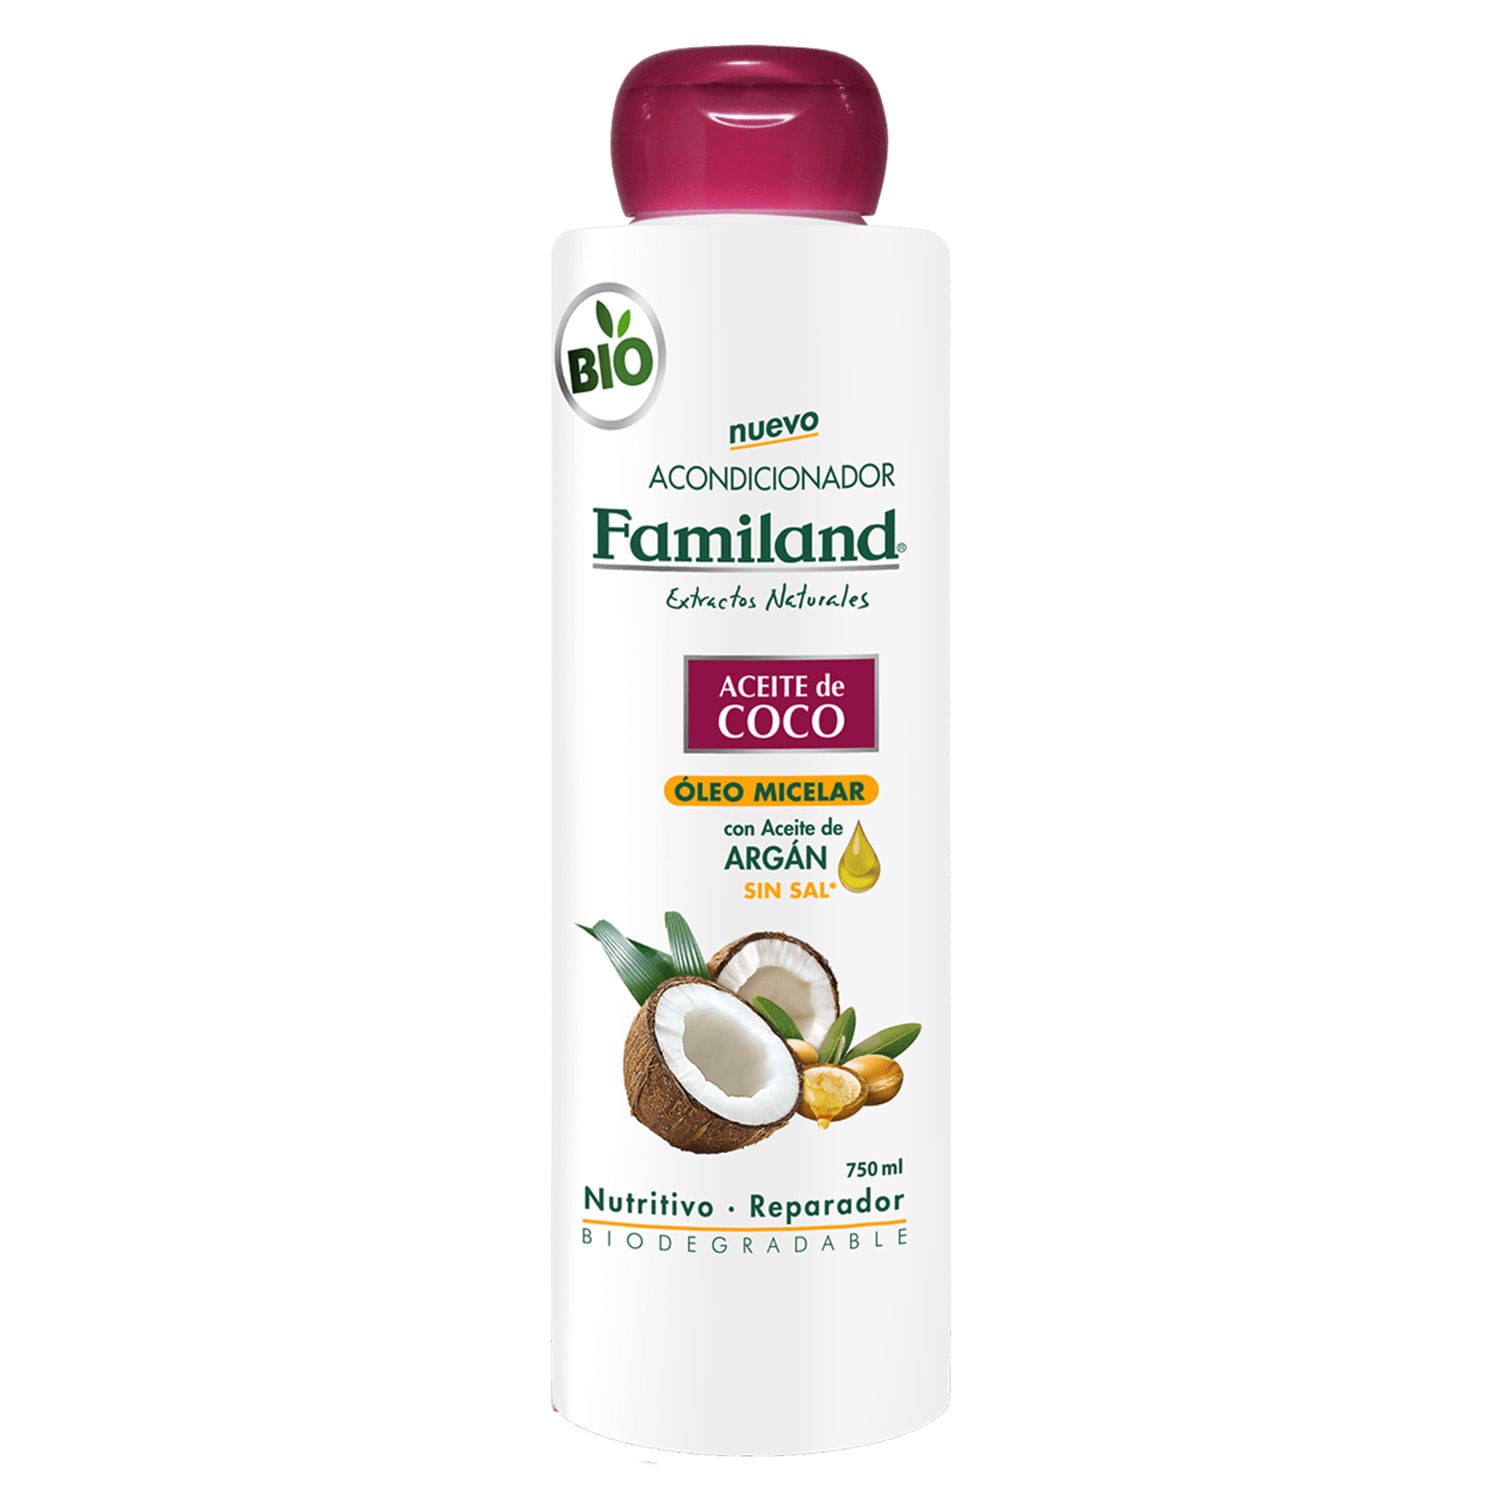 BIO
nuevo
ACONDICIONADOR
Familand®
Extractos Naturales
ACEITE de
COCO
ÓLEO MICELAR
con Aceite de
ARGÁN
SIN SAL*
750 ml
Nutritivo · Reparador
BIODEGRADABLE